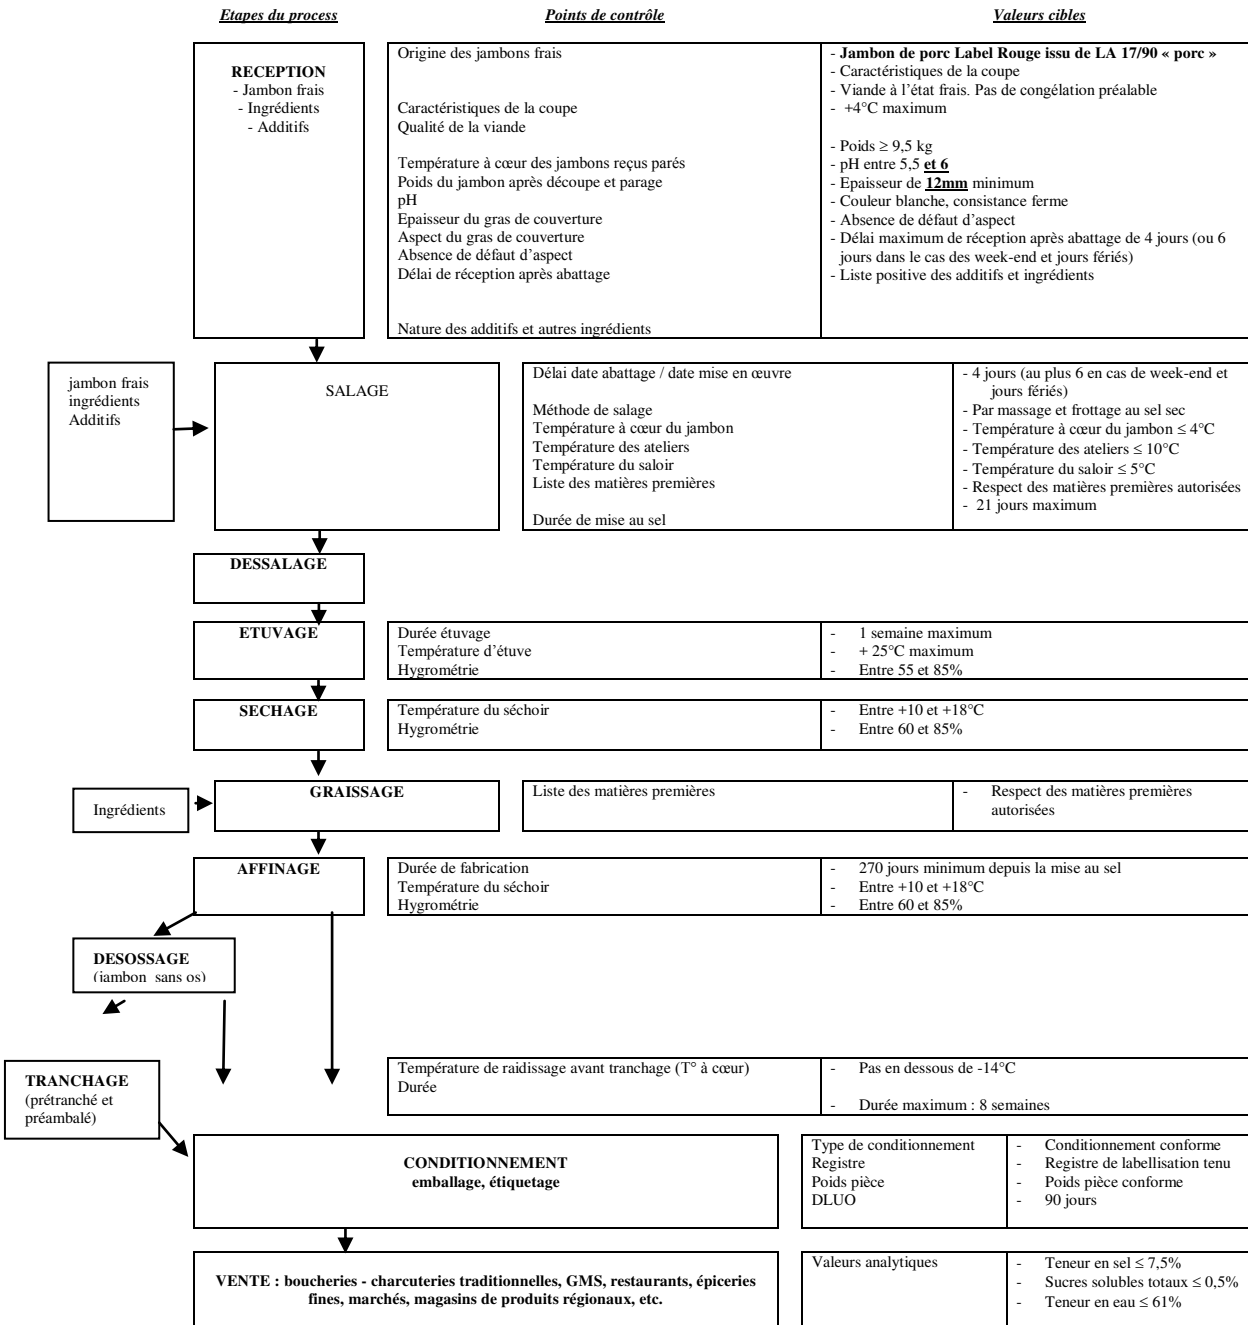 Etapes du process
Points de contrôle
Valeurs cibles
RECEPTION
- Jambon frais
- Ingrédients
- Additifs
Origine des jambons frais
Caractéristiques de la coupe
Qualité de la viande
Température à cœur des jambons reçus parés
Poids du jambon après découpe et parage
pH
Epaisseur du gras de couverture
Aspect du gras de couverture
Absence de défaut d'aspect
Délai de réception après abattage
Nature des additifs et autres ingrédients
- Jambon de porc Label Rouge issu de LA 17/90 « porc »
- Caractéristiques de la coupe
- Viande à l'état frais. Pas de congélation préalable
- +4°C maximum
- Poids ≥ 9,5 kg
- pH entre 5,5 et 6
- Epaisseur de 12mm minimum
- Couleur blanche, consistance ferme
- Absence de défaut d'aspect
- Délai maximum de réception après abattage de 4 jours (ou 6
jours dans le cas des week-end et jours fériés)
- Liste positive des additifs et ingrédients
jambon frais
ingrédients
Additifs
SALAGE
Délai date abattage / date mise en œuvre
Méthode de salage
Température à cœur du jambon
Température des ateliers
Température du saloir
Liste des matières premières
Durée de mise au sel
- 4 jours (au plus 6 en cas de week-end et
jours fériés)
- Par massage et frottage au sel sec
- Température à cœur du jambon ≤ 4°C
- Température des ateliers ≤ 10°C
- Température du saloir ≤ 5°C
- Respect des matières premières autorisées
- 21 jours maximum
DESSALAGE
ETUVAGE
Durée étuvage
Température d'étuve
Hygrométrie
- 1 semaine maximum
- + 25°C maximum
- Entre 55 et 85%
SECHAGE
Température du séchoir
Hygrométrie
- Entre +10 et +18°C
- Entre 60 et 85%
Ingrédients
GRAISSAGE
Liste des matières premières
- Respect des matières premières
autorisées
AFFINAGE
Durée de fabrication
Température du séchoir
Hygrométrie
- 270 jours minimum depuis la mise au sel
- Entre +10 et +18°C
- Entre 60 et 85%
DESOSSAGE
(jambon sans os)
TRANCHAGE
(prétranché et
préambalé)
Température de raidissage avant tranchage (T° à cœur)
Durée
- Pas en dessous de -14°C
- Durée maximum : 8 semaines
CONDITIONNEMENT
emballage, étiquetage
Type de conditionnement
Registre
Poids pièce
DLUO
- Conditionnement conforme
- Registre de labellisation tenu
- Poids pièce conforme
- 90 jours
VENTE : boucheries - charcuteries traditionnelles, GMS, restaurants, épiceries
fines, marchés, magasins de produits régionaux, etc.
Valeurs analytiques
- Teneur en sel ≤ 7,5%
- Sucres solubles totaux ≤ 0,5%
- Teneur en eau ≤ 61%